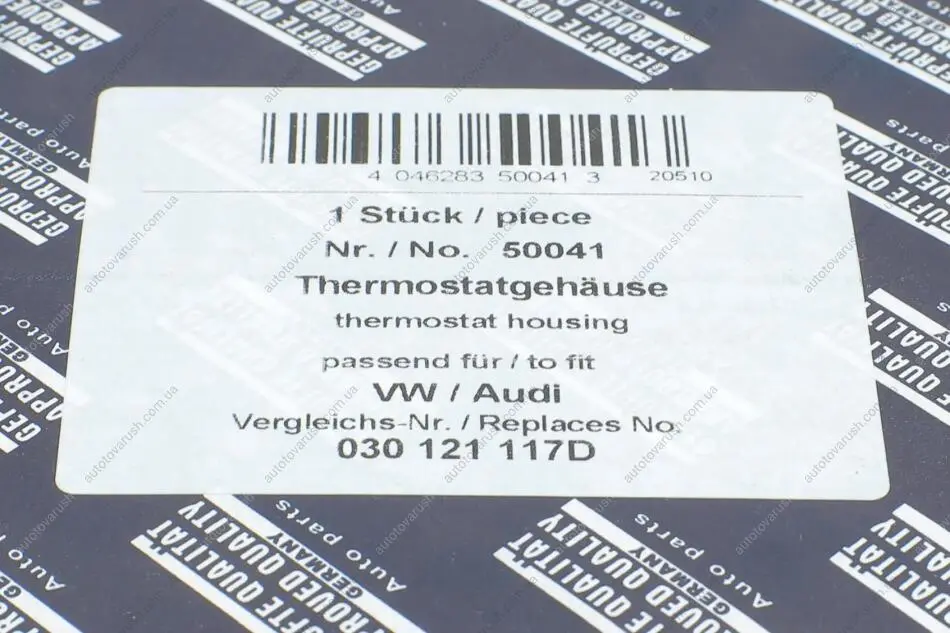 4 046283 50041 3 20510
1 Stück / piece
Nr. / No. 50041
Thermostatgehäuse
thermostat housing
passend für / to fit
VW / Audi
Vergleichs-Nr. / Replaces No.
030 121 117D
GEPRÜFTE QUALITÄT
APPROVED QUALITY
Auto parts
GERMANY
autotovarush.com.ua